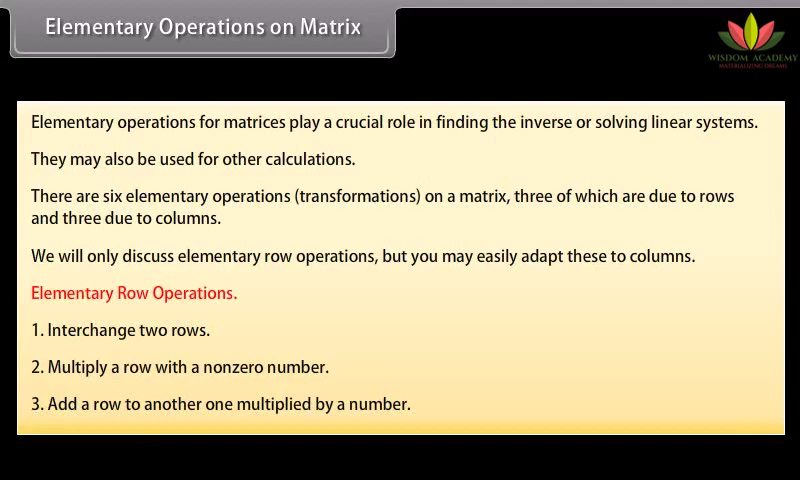 Elementary Operations on Matrix
WISDOM ACADEMY
MATERIALIZING DREAMS
Elementary operations for matrices play a crucial role in finding the inverse or solving linear systems.
They may also be used for other calculations.
There are six elementary operations (transformations) on a matrix, three of which are due to rows
and three due to columns.
We will only discuss elementary row operations, but you may easily adapt these to columns.
Elementary Row Operations.
1. Interchange two rows.
2. Multiply a row with a nonzero number.
3. Add a row to another one multiplied by a number.